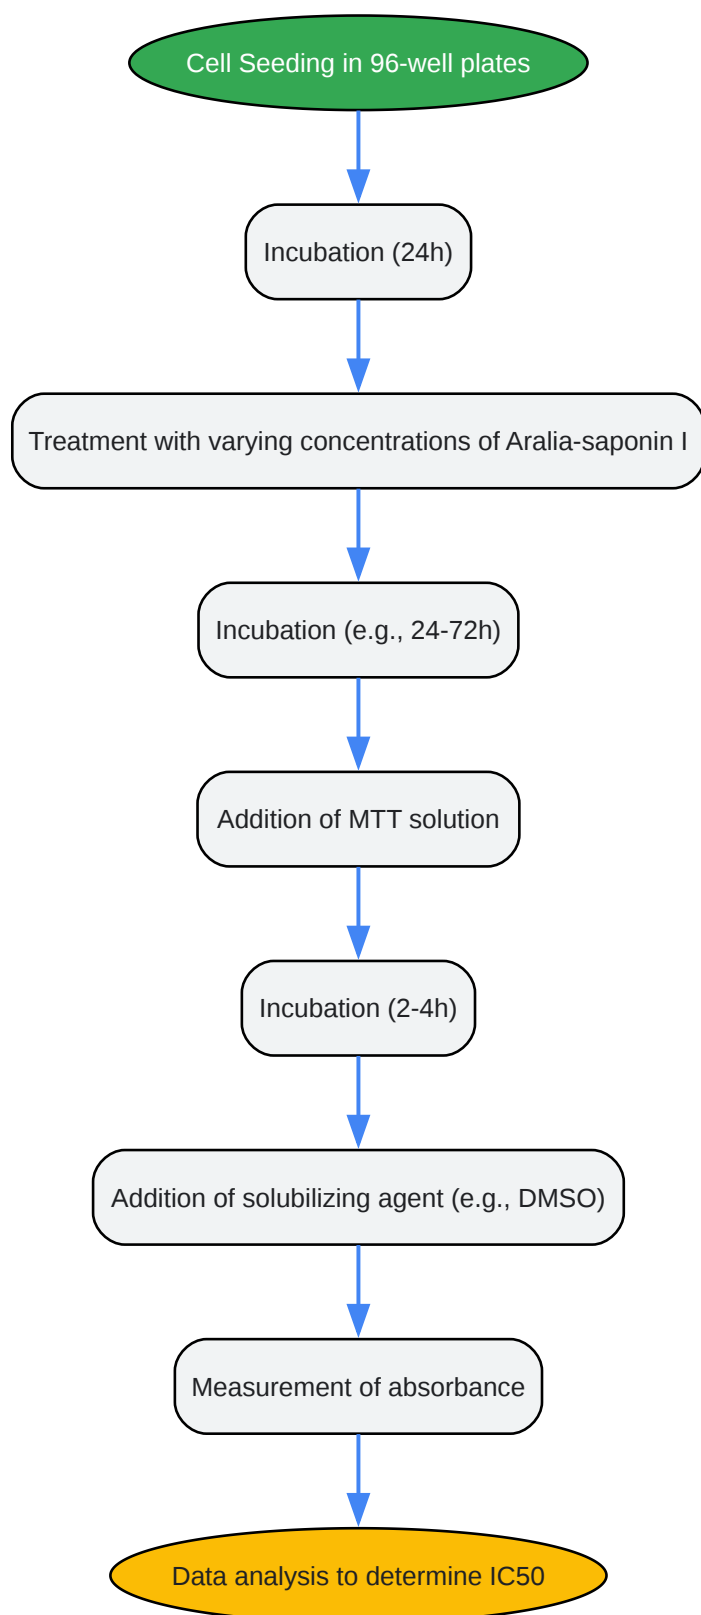 Cell Seeding in 96-well plates
Incubation (24h)
Treatment with varying concentrations of Aralia-saponin I
Incubation (e.g., 24-72h)
Addition of MTT solution
Incubation (2-4h)
Addition of solubilizing agent (e.g., DMSO)
Measurement of absorbance
Data analysis to determine IC50